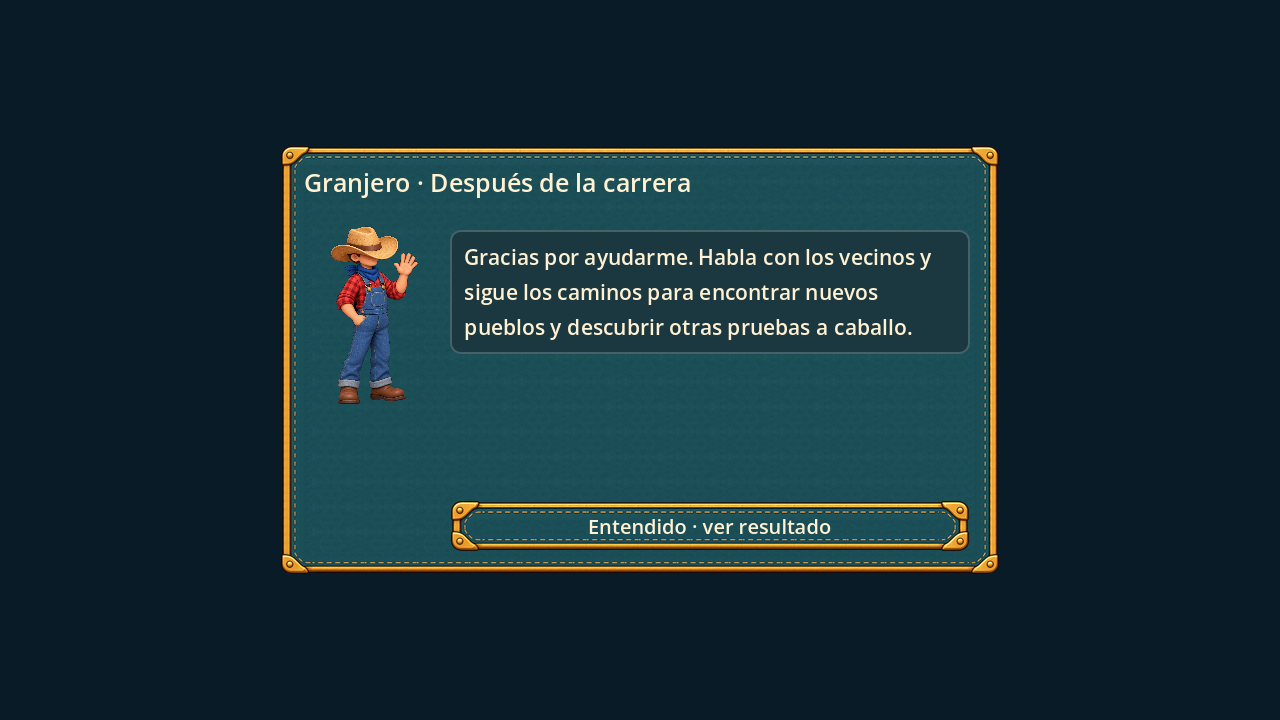 Granjero · Después de la carrera
Gracias por ayudarme. Habla con los vecinos y
sigue los caminos para encontrar nuevos
pueblos y descubrir otras pruebas a caballo.
Entendido · ver resultado